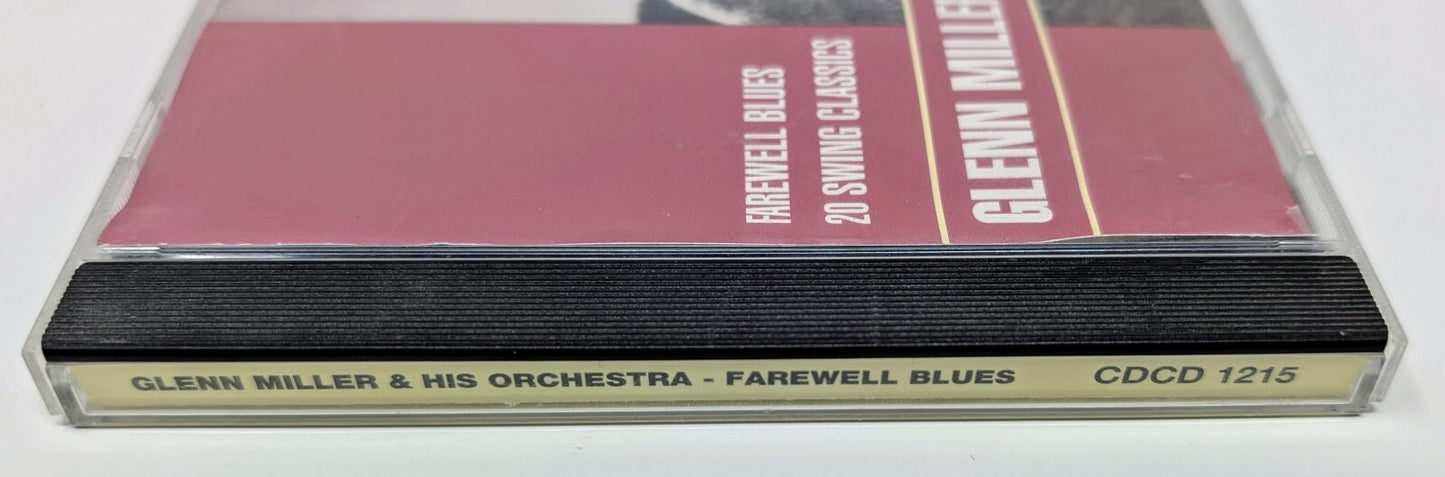 GLENN MILLER
FAREWELL BLUES
20 SWING CLASSICS
GLENN MILLER & HIS ORCHESTRA - FAREWELL BLUES CDCD 1215